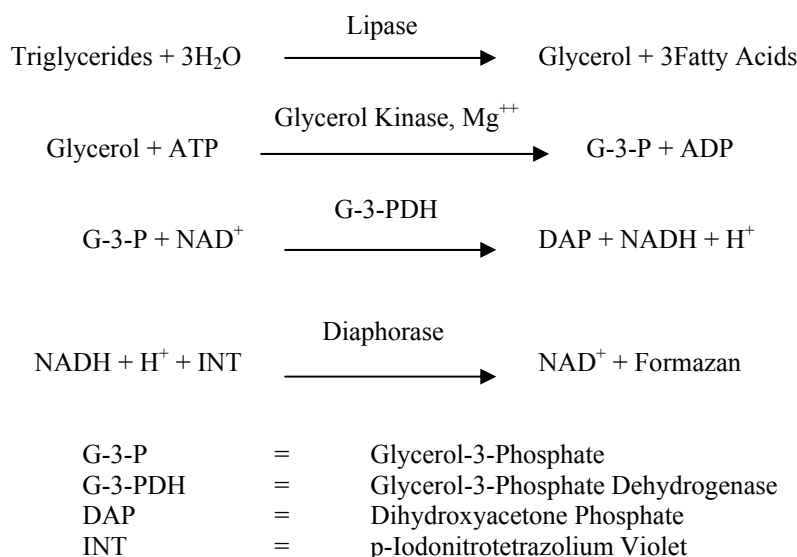 Lipase
Triglycerides + 3H₂O Glycerol + 3Fatty Acids
Glycerol Kinase, Mg⁺⁺
Glycerol + ATP G-3-P + ADP
G-3-PDH
G-3-P + NAD⁺ DAP + NADH + H⁺
Diaphorase
NADH + H⁺ + INT NAD⁺ + Formazan
G-3-P = Glycerol-3-Phosphate
G-3-PDH = Glycerol-3-Phosphate Dehydrogenase
DAP = Dihydroxyacetone Phosphate
INT = p-Iodonitrotetrazolium Violet